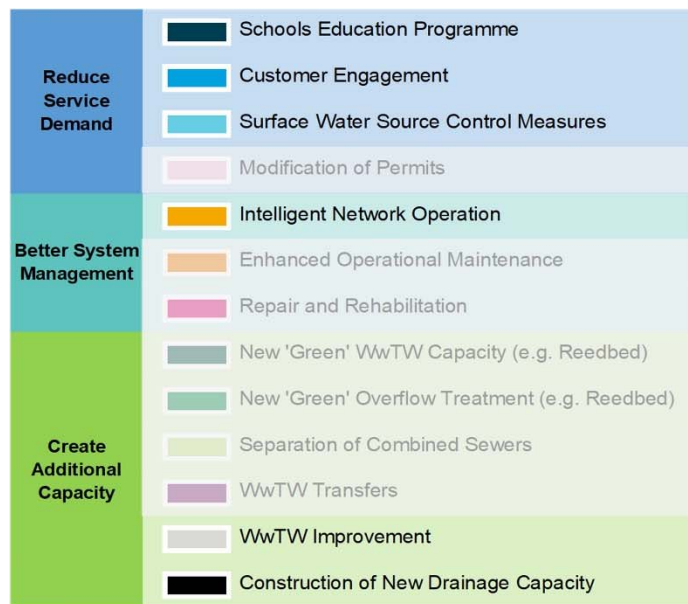 Reduce
Service
Demand
Schools Education Programme
Customer Engagement
Surface Water Source Control Measures
Modification of Permits
Better System
Management
Intelligent Network Operation
Enhanced Operational Maintenance
Repair and Rehabilitation
Create
Additional
Capacity
New 'Green' WwTW Capacity (e.g. Reedbed)
New 'Green' Overflow Treatment (e.g. Reedbed)
Separation of Combined Sewers
WwTW Transfers
WwTW Improvement
Construction of New Drainage Capacity